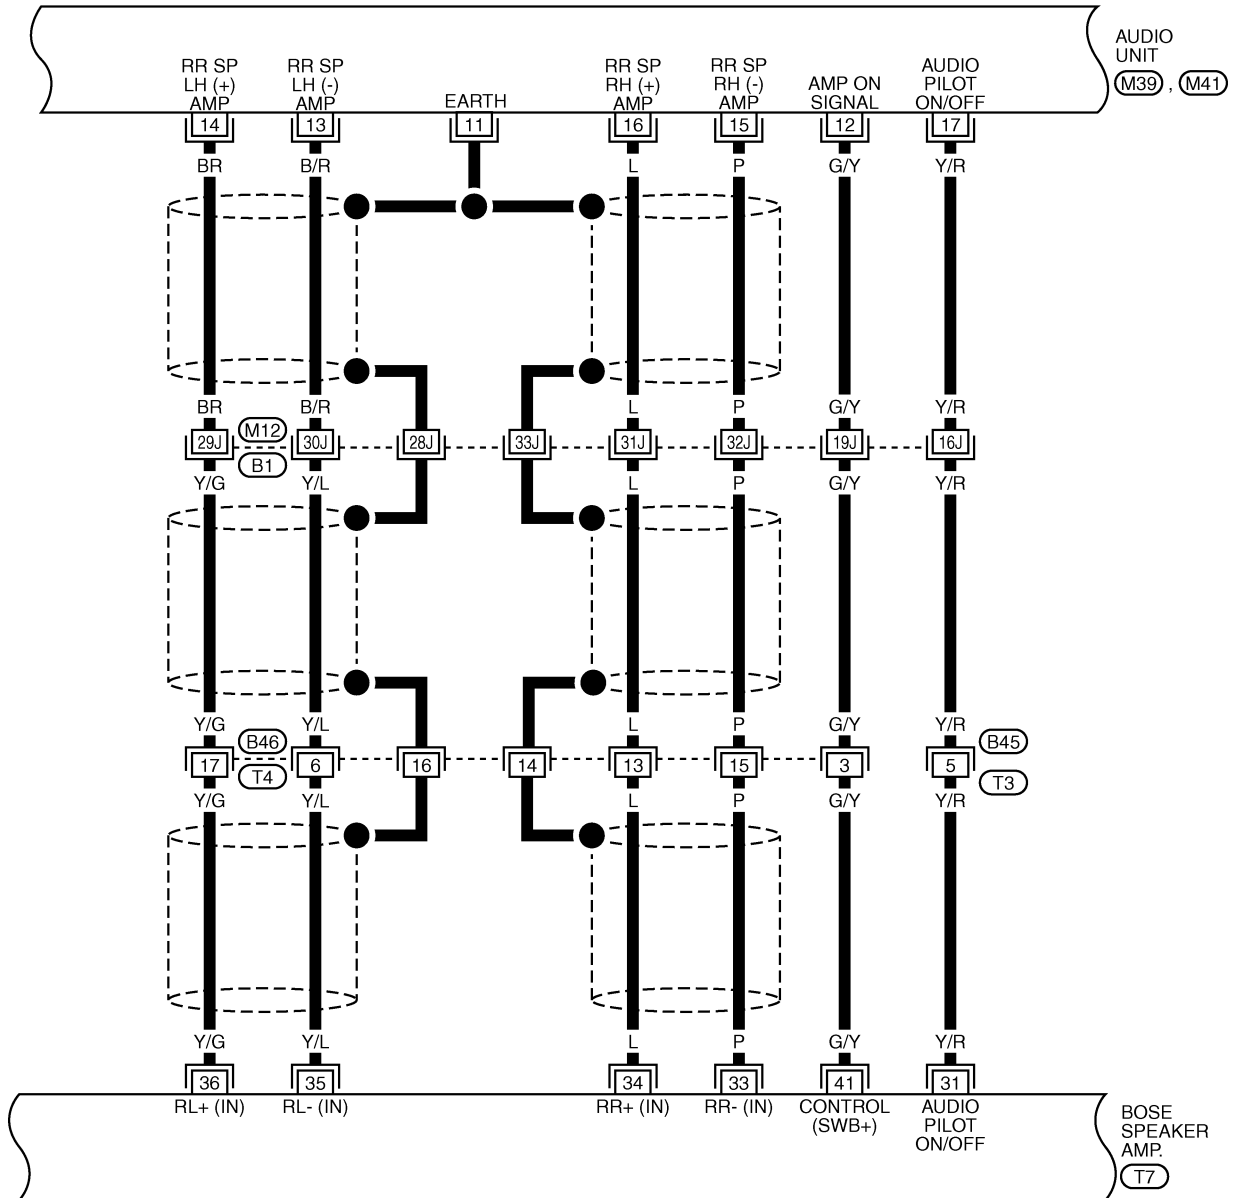 AUDIO
UNIT
M39 , M41
RR SP
LH (+)
AMP
RR SP
LH (-)
AMP
EARTH
RR SP
RH (+)
AMP
RR SP
RH (-)
AMP
AMP ON
SIGNAL
AUDIO
PILOT
ON/OFF
14 13 11 16 15 12 17
BR B/R L P G/Y Y/R
BR B/R L P G/Y Y/R
M12
29J 30J 28J 33J 31J 32J 19J 16J
B1
Y/G Y/L L P G/Y Y/R
Y/G Y/L L P G/Y Y/R
B46 B45
17 6 16 14 13 15 3 5
T4 T3
Y/G Y/L L P G/Y Y/R
Y/G Y/L L P G/Y Y/R
36 35 34 33 41 31
RL+ (IN) RL- (IN) RR+ (IN) RR- (IN)
CONTROL
(SWB+)
AUDIO
PILOT
ON/OFF
BOSE
SPEAKER
AMP.
T7